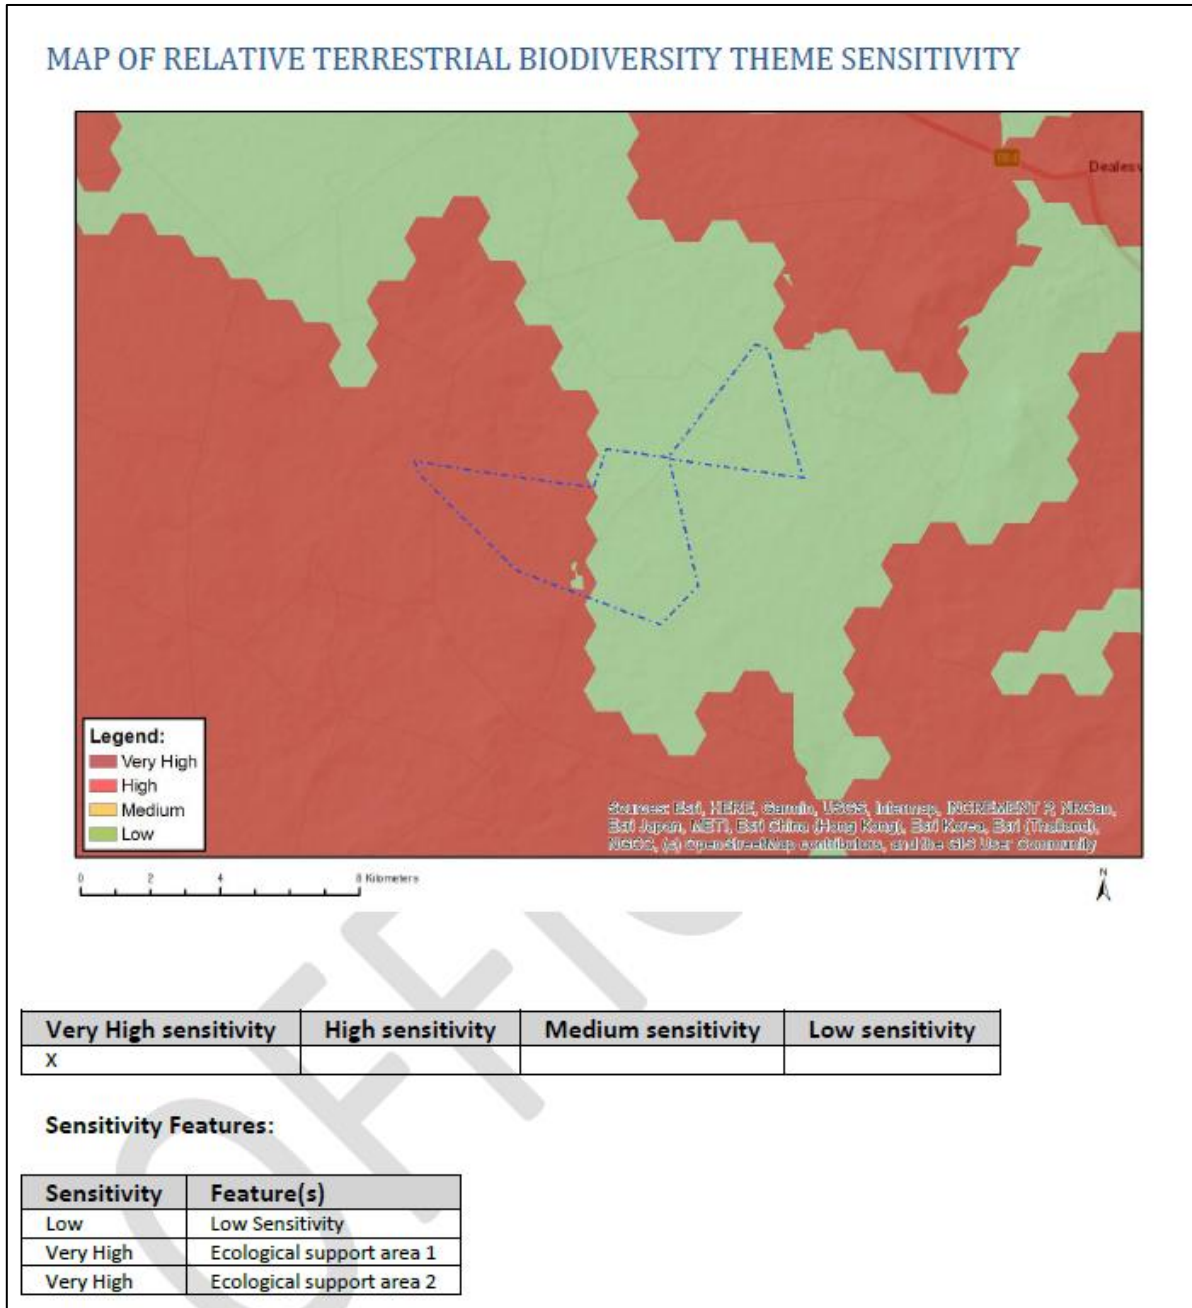 MAP OF RELATIVE TERRESTRIAL BIODIVERSITY THEME SENSITIVITY
Dealesv
Legend:
Very High
High
Medium
Low
Sources: Esri, HERE, Garmin, USGS, Intermap, INCREMENT P, NRCan,
Esri Japan, METI, Esri China (Hong Kong), Esri Korea, Esri (Thailand),
NGCC, (c) OpenStreetMap contributors, and the GIS User Community
0 2 4 8 Kilometers
N
Very High sensitivity High sensitivity Medium sensitivity Low sensitivity
X
Sensitivity Features:
Sensitivity Feature(s)
Low Low Sensitivity
Very High Ecological support area 1
Very High Ecological support area 2